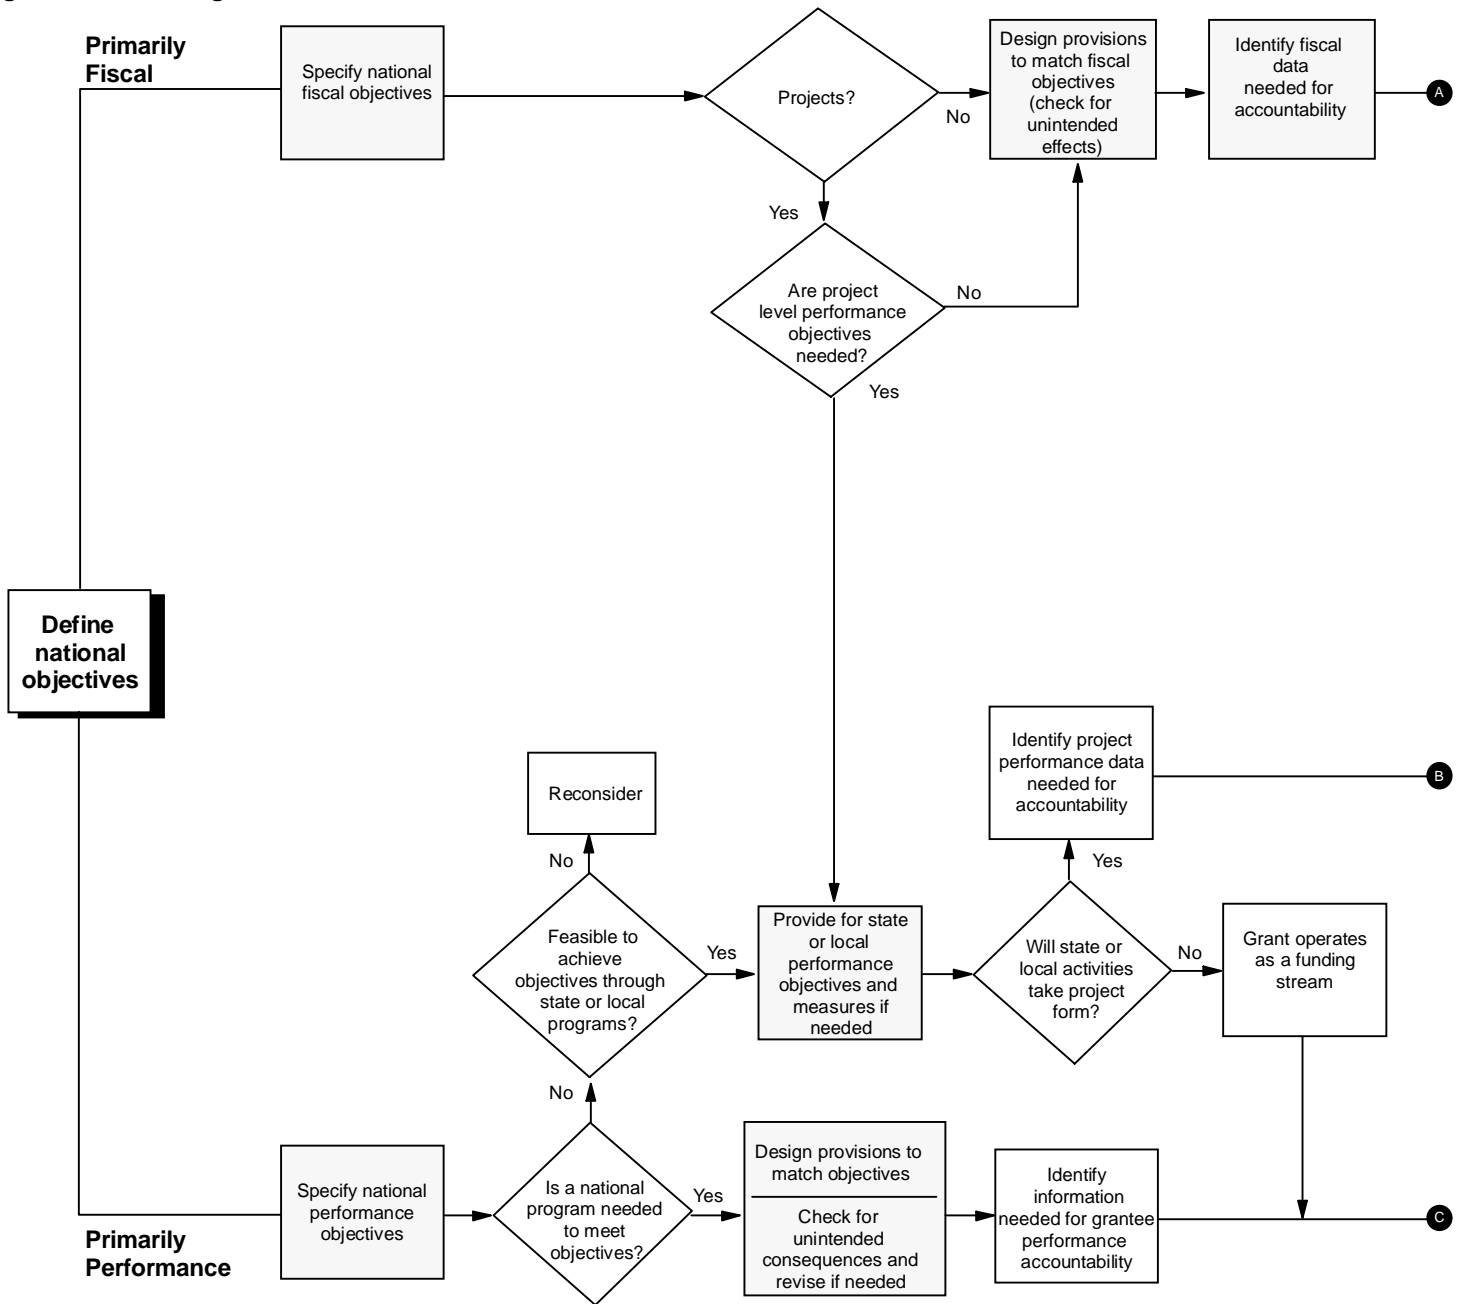 Primarily
Fiscal
Specify national
fiscal objectives
Projects?
No
Design provisions
to match fiscal
objectives
(check for
unintended
effects)
Identify fiscal
data
needed for
accountability
A
Yes
Are project
level performance
objectives
needed?
No
Yes
Define
national
objectives
Reconsider
No
Feasible to
achieve
objectives through
state or local
programs?
Yes
Provide for state
or local
performance
objectives and
measures if
needed
Identify project
performance data
needed for
accountability
B
Yes
Will state or
local activities
take project
form?
No
Grant operates
as a funding
stream
No
Primarily
Performance
Specify national
performance
objectives
Is a national
program needed
to meet
objectives?
Yes
Design provisions to
match objectives
Check for
unintended
consequences and
revise if needed
Identify
information
needed for grantee
performance
accountability
C